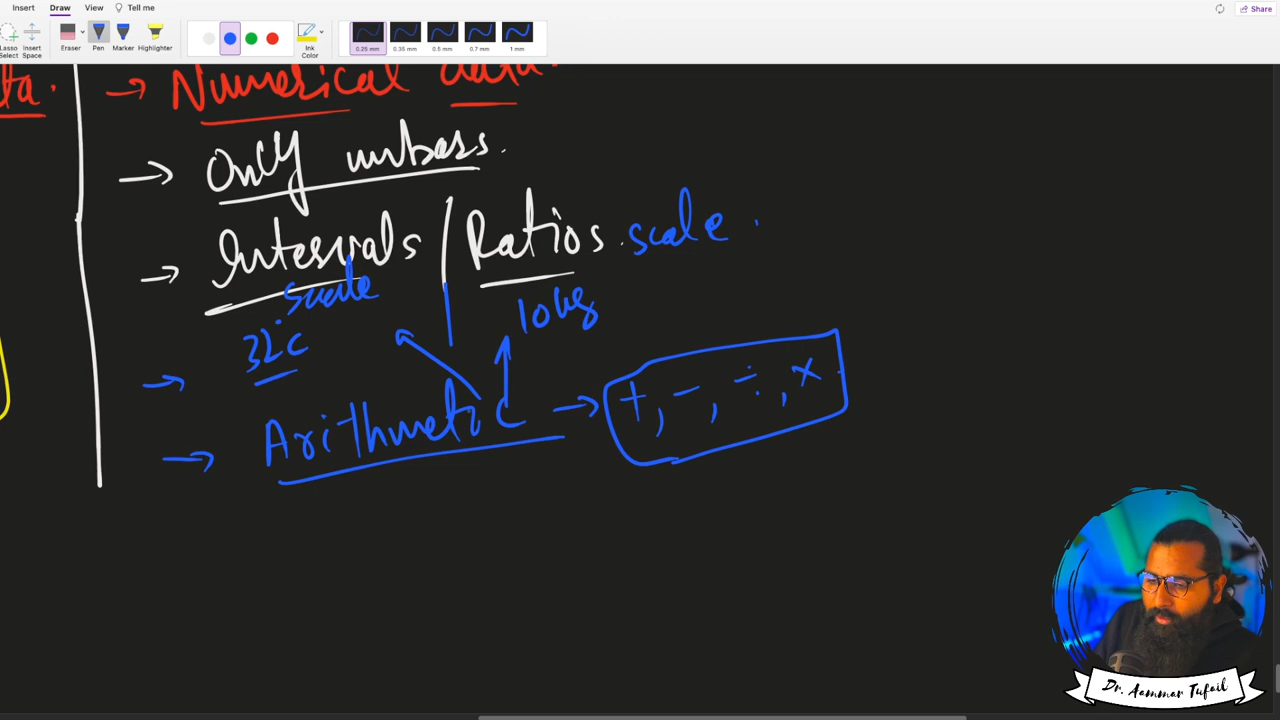 Insert Draw View Tell me
Share
Lasso Select
Insert Space
Eraser
Pen
Marker
Highlighter
Ink Color
0.25 mm
0.35 mm
0.5 mm
0.7 mm
1 mm
ta. → Numerical data.
→ Only numbers.
→ Intervals / Ratios. scale.
scale
10kg
→ 32°C
→ Arithmetic → +, -, ÷, ×
Dr. Aammar Tufail